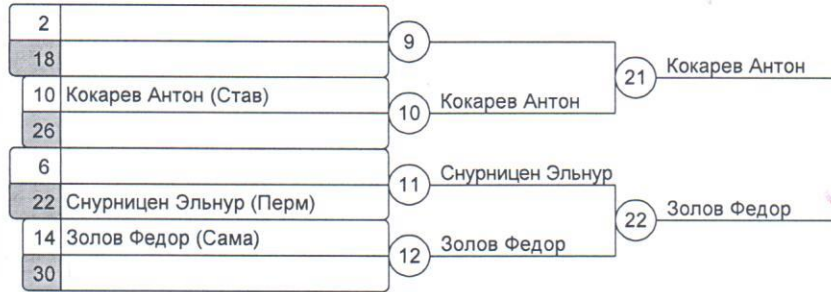 2
9
18
21 Кокарев Антон
10 Кокарев Антон (Став)
10 Кокарев Антон
26
6
11 Снурницен Эльнур
22 Снурницен Эльнур (Перм)
22 Золов Федор
14 Золов Федор (Сама)
12 Золов Федор
30